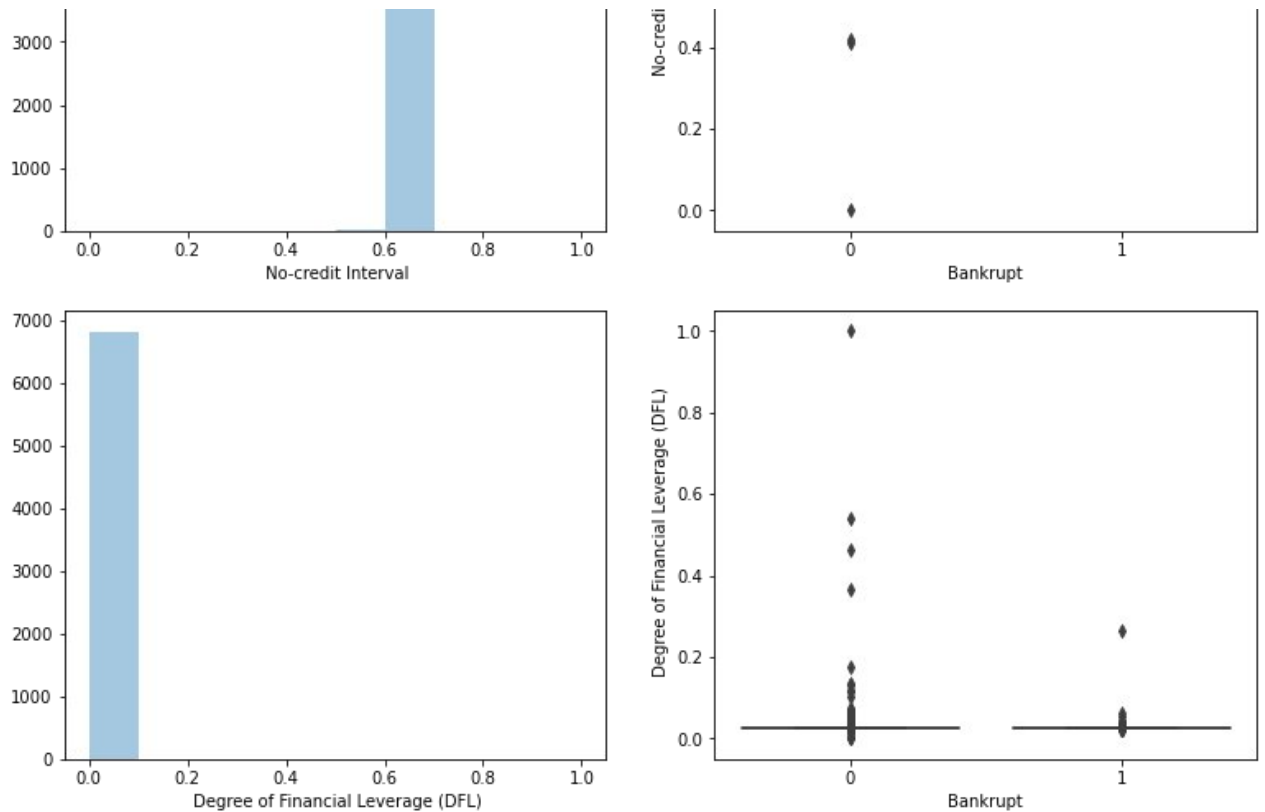 3000
2000
1000
0
0.0 0.2 0.4 0.6 0.8 1.0
No-credit Interval
No-credi
0.4
0.2
0.0
0 1
Bankrupt
7000
6000
5000
4000
3000
2000
1000
0
0.0 0.2 0.4 0.6 0.8 1.0
Degree of Financial Leverage (DFL)
Degree of Financial Leverage (DFL)
1.0
0.8
0.6
0.4
0.2
0.0
0 1
Bankrupt